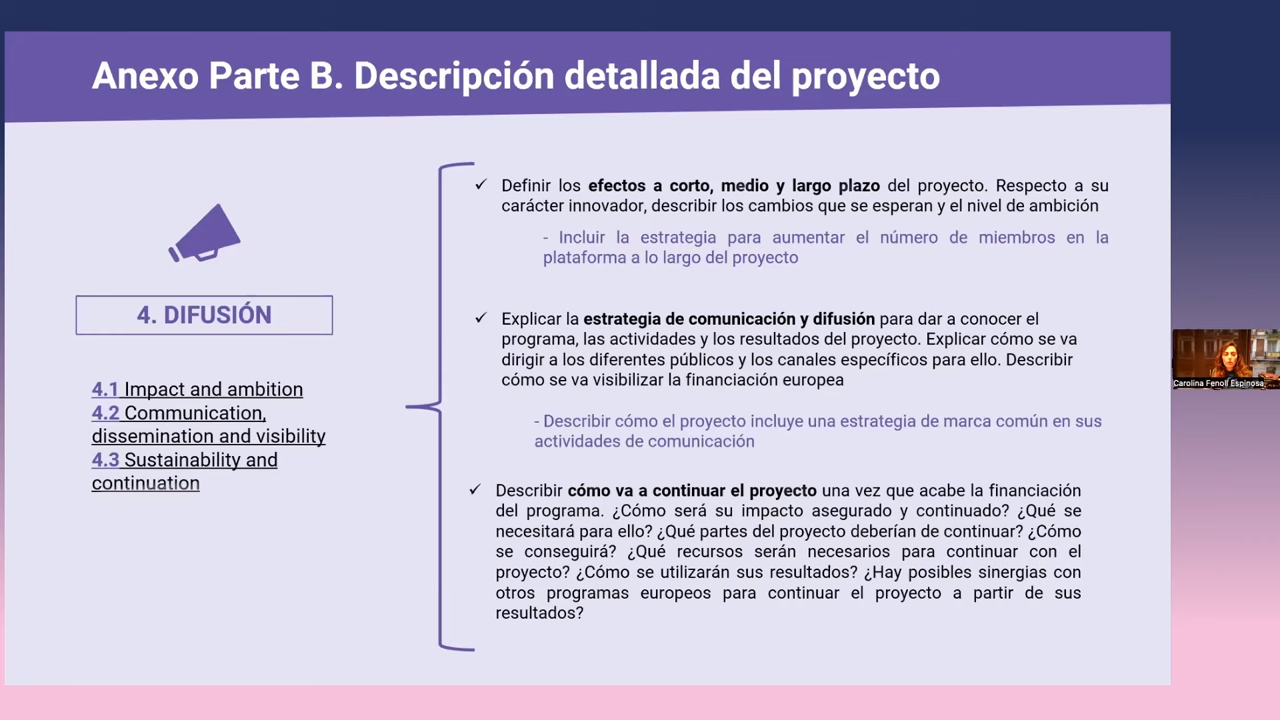 Anexo Parte B. Descripción detallada del proyecto
4. DIFUSIÓN
4.1 Impact and ambition
4.2 Communication,
dissemination and visibility
4.3 Sustainability and
continuation
✓ Definir los efectos a corto, medio y largo plazo del proyecto. Respecto a su
carácter innovador, describir los cambios que se esperan y el nivel de ambición
- Incluir la estrategia para aumentar el número de miembros en la
plataforma a lo largo del proyecto
✓ Explicar la estrategia de comunicación y difusión para dar a conocer el
programa, las actividades y los resultados del proyecto. Explicar cómo se va
dirigir a los diferentes públicos y los canales específicos para ello. Describir
cómo se va visibilizar la financiación europea
- Describir cómo el proyecto incluye una estrategia de marca común en sus
actividades de comunicación
✓ Describir cómo va a continuar el proyecto una vez que acabe la financiación
del programa. ¿Cómo será su impacto asegurado y continuado? ¿Qué se
necesitará para ello? ¿Qué partes del proyecto deberían de continuar? ¿Cómo
se conseguirá? ¿Qué recursos serán necesarios para continuar con el
proyecto? ¿Cómo se utilizarán sus resultados? ¿Hay posibles sinergias con
otros programas europeos para continuar el proyecto a partir de sus
resultados?
Carolina Fenoll Espinosa